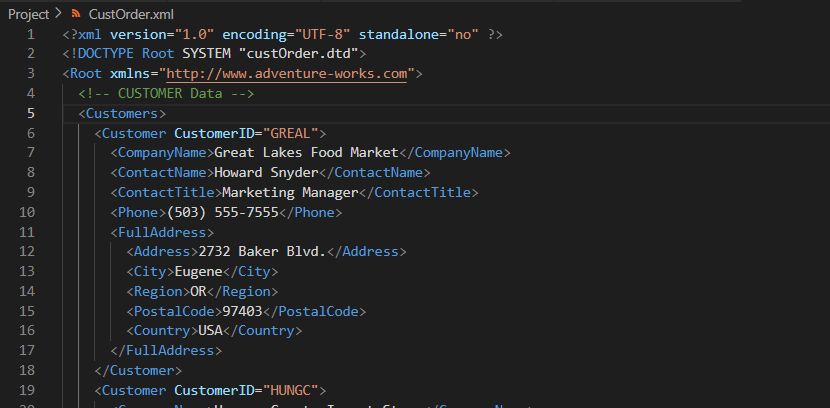 Project > CustOrder.xml
1 <?xml version="1.0" encoding="UTF-8" standalone="no" ?>
2 <!DOCTYPE Root SYSTEM "custOrder.dtd">
3 <Root xmlns="http://www.adventure-works.com">
4 <!-- CUSTOMER Data -->
5 <Customers>
6 <Customer CustomerID="GREAL">
7 <CompanyName>Great Lakes Food Market</CompanyName>
8 <ContactName>Howard Snyder</ContactName>
9 <ContactTitle>Marketing Manager</ContactTitle>
10 <Phone>(503) 555-7555</Phone>
11 <FullAddress>
12 <Address>2732 Baker Blvd.</Address>
13 <City>Eugene</City>
14 <Region>OR</Region>
15 <PostalCode>97403</PostalCode>
16 <Country>USA</Country>
17 </FullAddress>
18 </Customer>
19 <Customer CustomerID="HUNGC">